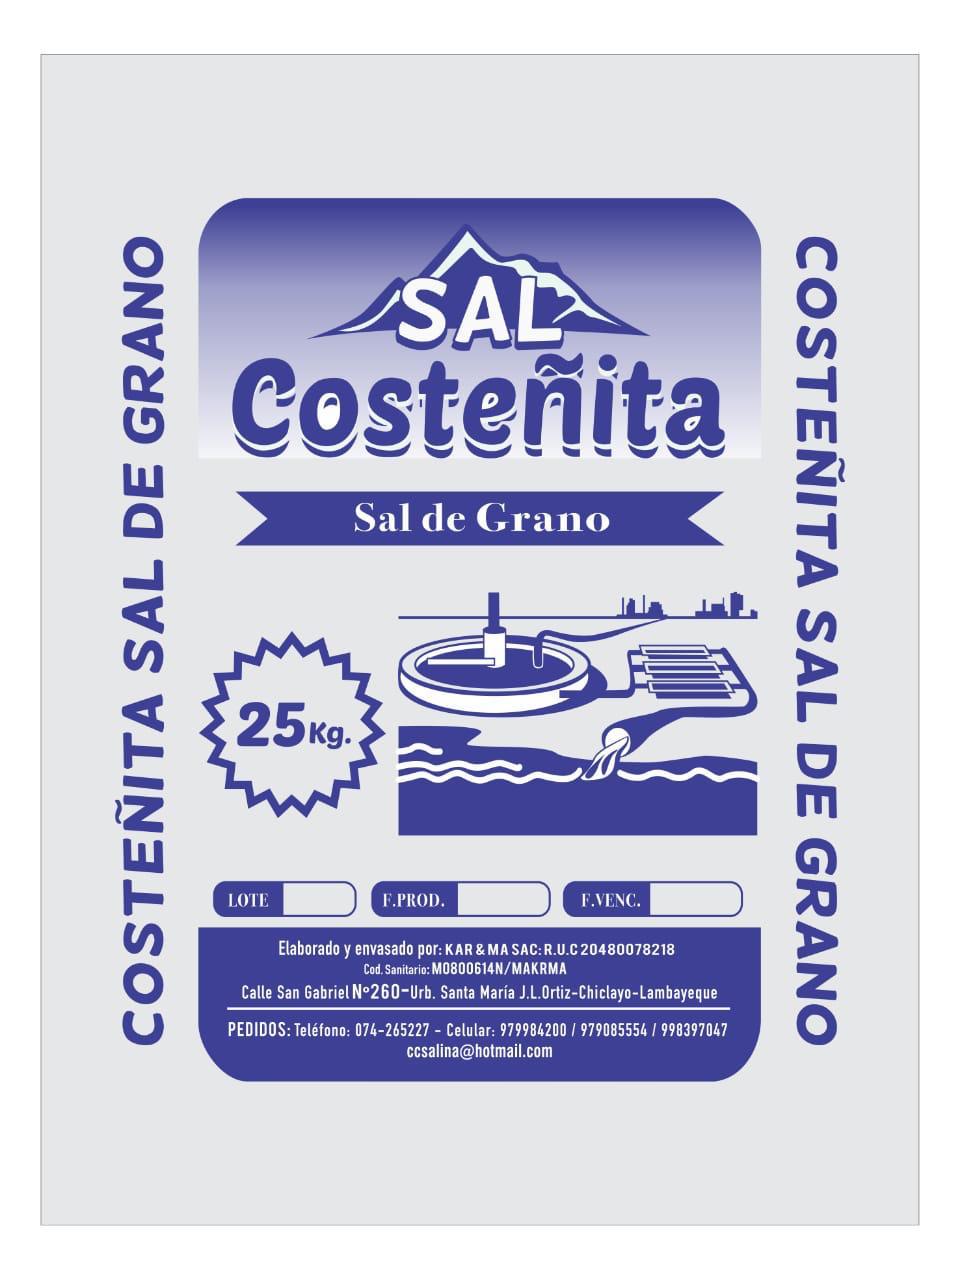 SAL
Costeñita
Sal de Grano
COSTEÑITA SAL DE GRANO
COSTEÑITA SAL DE GRANO
25Kg.
LOTE
F.PROD.
F.VENC.
Elaborado y envasado por: KAR & MA SAC: R.U.C 20480078218
Cod. Sanitario: M0800614N/MAKRMA
Calle San Gabriel N°260-Urb. Santa María J.L.Ortiz-Chiclayo-Lambayeque
PEDIDOS: Teléfono: 074-265227 - Celular: 979984200 / 979085554 / 998397047
ccsalina@hotmail.com